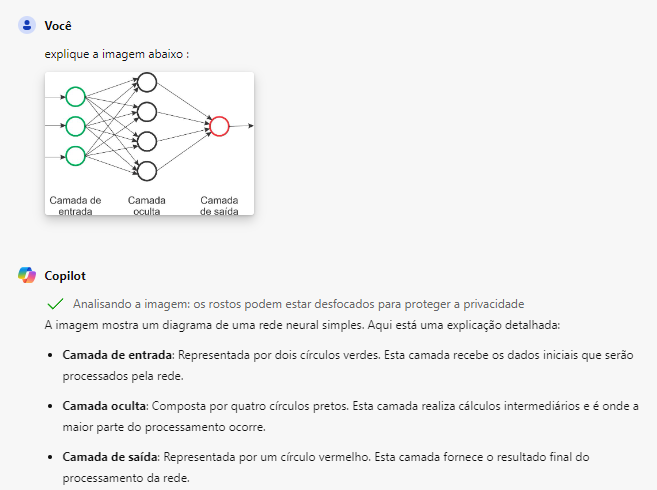 Você
explique a imagem abaixo :
Camada de entrada
Camada oculta
Camada de saída
Copilot
Analisando a imagem: os rostos podem estar desfocados para proteger a privacidade
A imagem mostra um diagrama de uma rede neural simples. Aqui está uma explicação detalhada:
• Camada de entrada: Representada por dois círculos verdes. Esta camada recebe os dados iniciais que serão
processados pela rede.
• Camada oculta: Composta por quatro círculos pretos. Esta camada realiza cálculos intermediários e é onde a
maior parte do processamento ocorre.
• Camada de saída: Representada por um círculo vermelho. Esta camada fornece o resultado final do
processamento da rede.